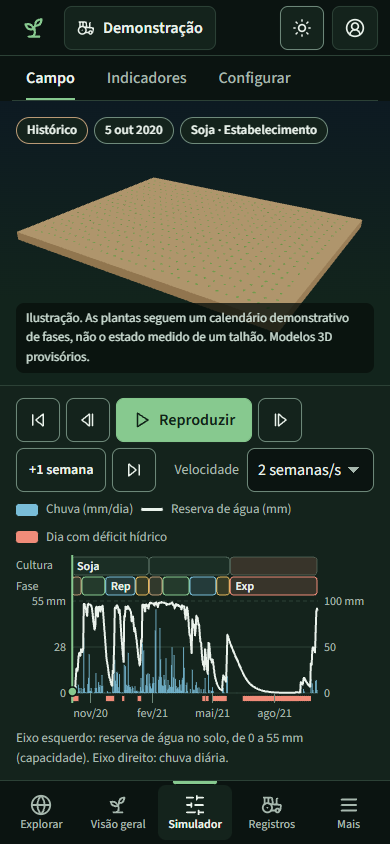 Demonstração
Campo Indicadores Configurar
Histórico 5 out 2020 Soja · Estabelecimento
Ilustração. As plantas seguem um calendário demonstrativo
de fases, não o estado medido de um talhão. Modelos 3D
provisórios.
Reproduzir
+1 semana Velocidade 2 semanas/s
Chuva (mm/dia) Reserva de água (mm)
Dia com déficit hídrico
Cultura Soja
Fase Rep Exp
55 mm 100 mm
28 50
0 0
nov/20 fev/21 mai/21 ago/21
Eixo esquerdo: reserva de água no solo, de 0 a 55 mm
(capacidade). Eixo direito: chuva diária.
Explorar Visão geral Simulador Registros Mais